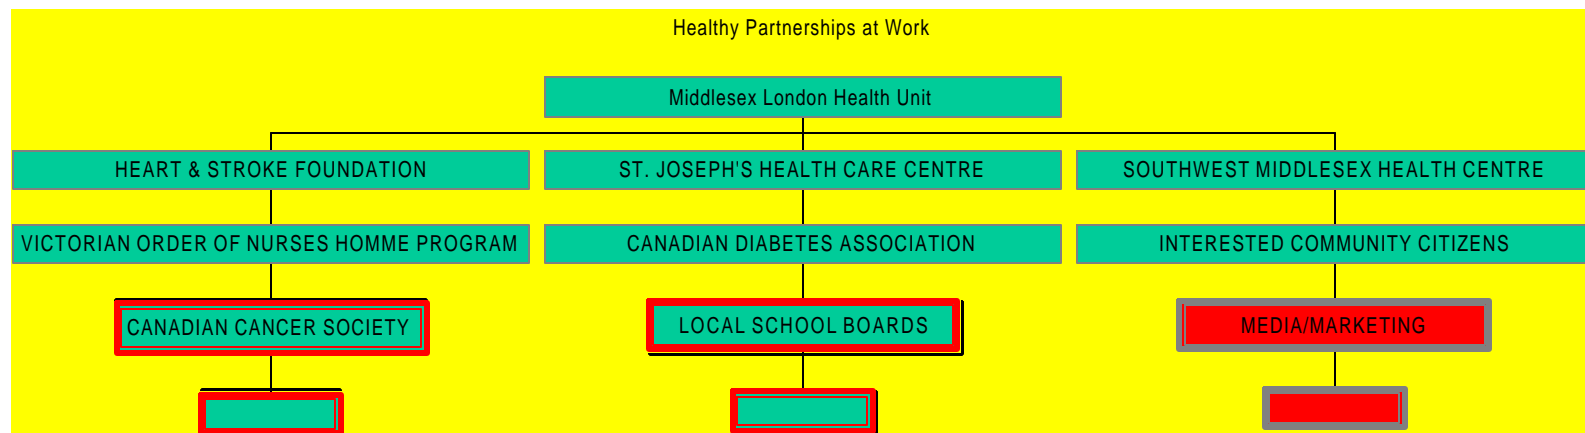 Healthy Partnerships at Work
Middlesex London Health Unit
HEART & STROKE FOUNDATION
ST. JOSEPH'S HEALTH CARE CENTRE
SOUTHWEST MIDDLESEX HEALTH CENTRE
VICTORIAN ORDER OF NURSES HOMME PROGRAM
CANADIAN DIABETES ASSOCIATION
INTERESTED COMMUNITY CITIZENS
CANADIAN CANCER SOCIETY
LOCAL SCHOOL BOARDS
MEDIA/MARKETING